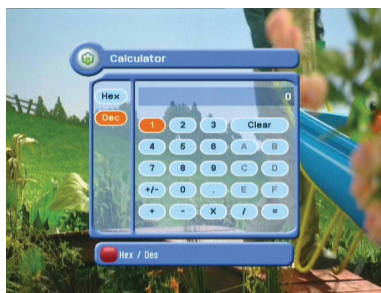 Calculator
Hex
0
Dec
1 2 3 Clear
4 5 6 A B
7 8 9 C D
+/- 0 . E F
+ - X / =
Hex / Dec